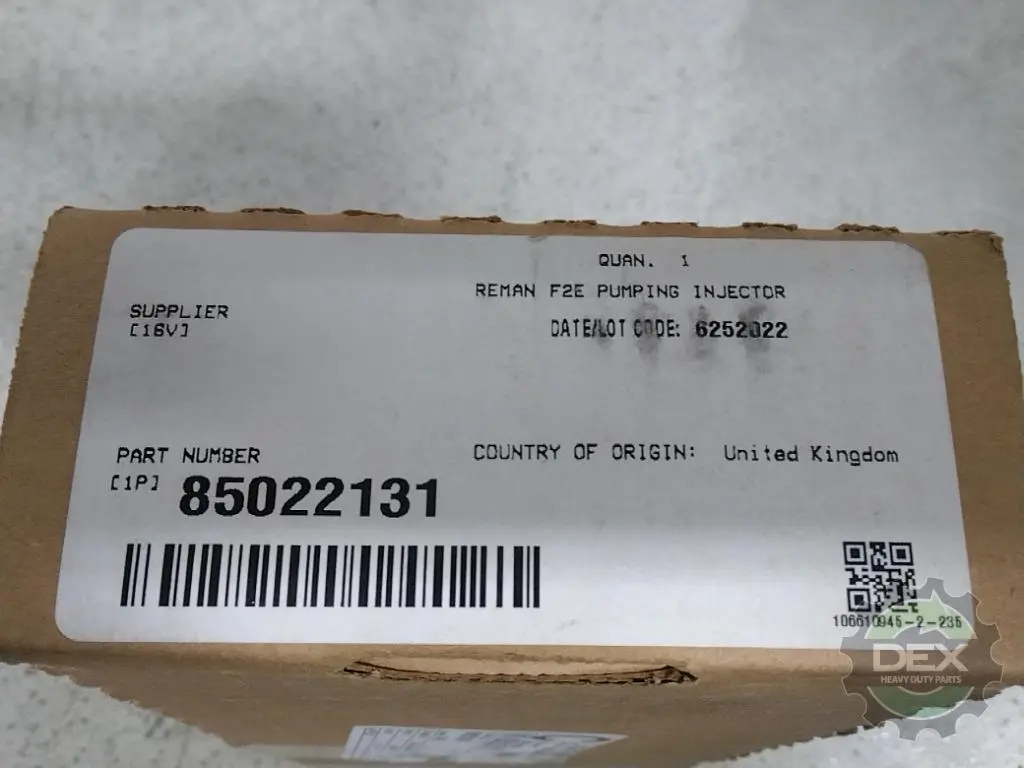 QUAN. 1
REMAN F2E PUMPING INJECTOR
SUPPLIER
[16V]
DATE/LOT CODE: 6252022
PART NUMBER
[1P] 85022131
COUNTRY OF ORIGIN: United Kingdom
106610945-2-235
DEX
HEAVY DUTY PARTS